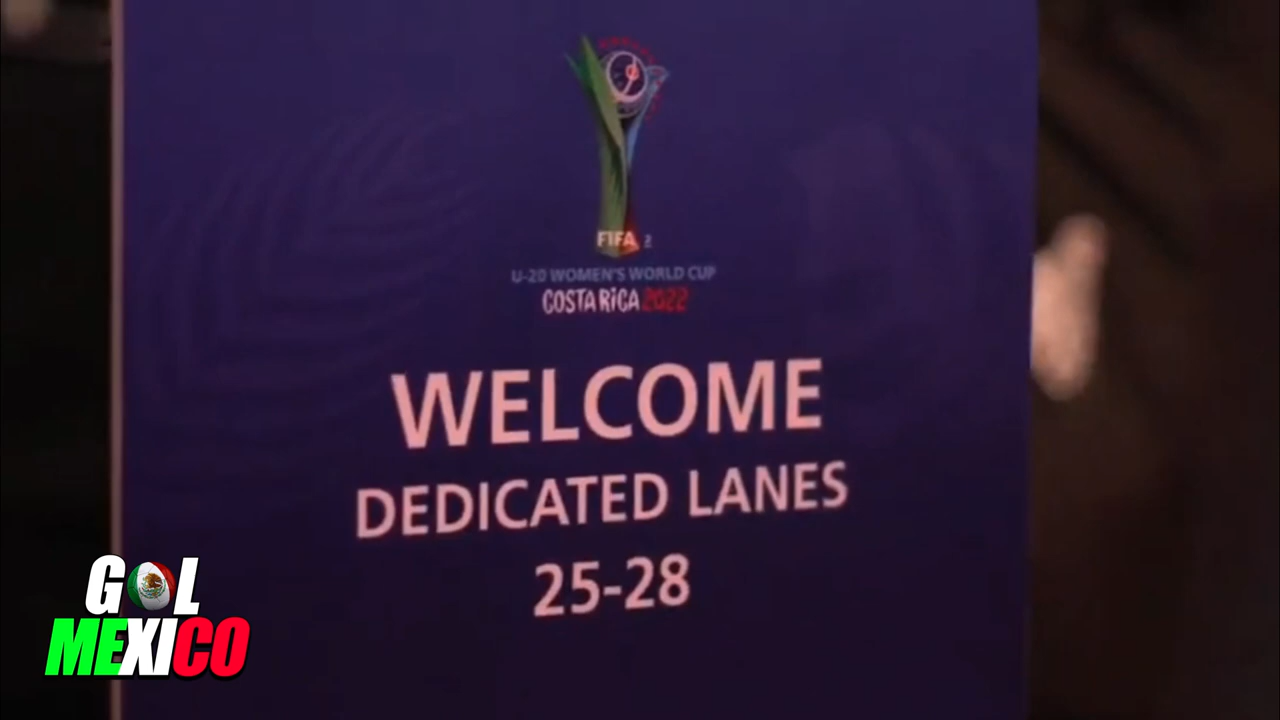 FIFA
U-20 WOMEN'S WORLD CUP
COSTA RICA 2022
WELCOME
DEDICATED LANES
25-28
GOL
MEXICO